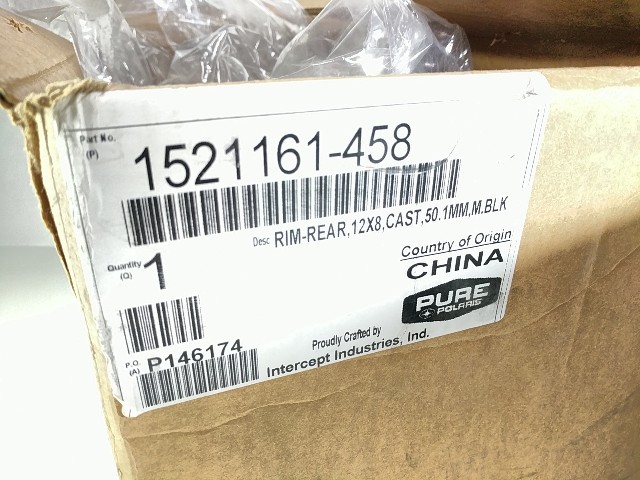 Part No.
(P)
1521161-458
Desc RIM-REAR,12X8,CAST,50.1MM,M.BLK
Quantity
(Q)
1
Country of Origin
CHINA
PURE
POLARIS
P.O.
(A)
P146174
Proudly Crafted by
Intercept Industries, Ind.